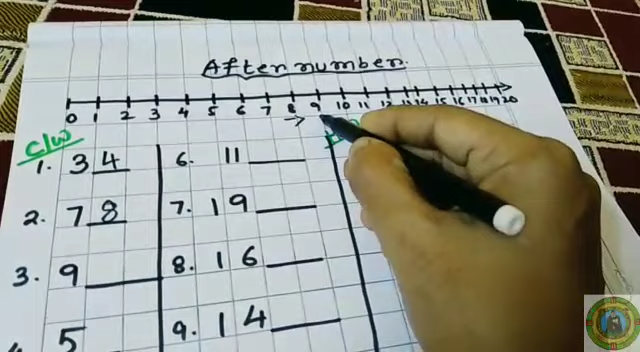 After number
0 1 2 3 4 5 6 7 8 9 10 11 12 13 14 15 16 17 18 19 20
C/W
1. 3 4 6. 11
2. 7 8 7. 19
3. 9 8. 16
5 9. 14